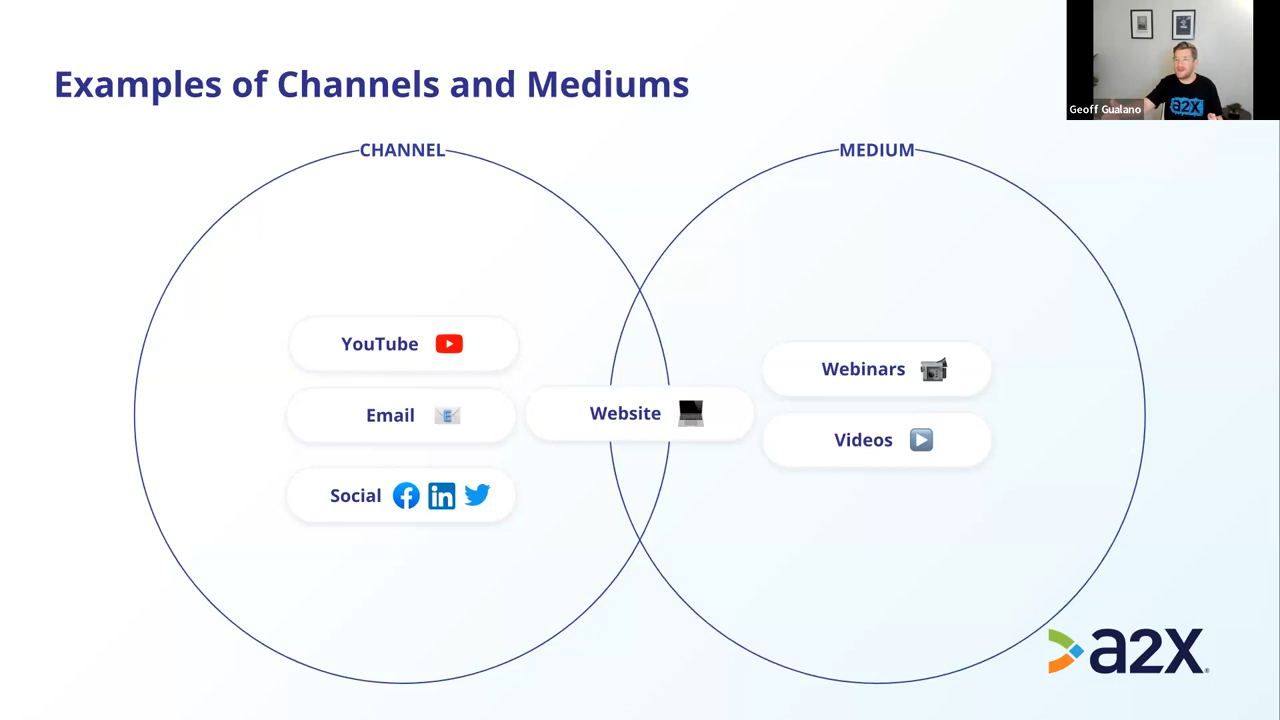 Examples of Channels and Mediums
Geoff Gualano
a2X
CHANNEL
MEDIUM
YouTube
Email
Social
Website
Webinars
Videos
a2X